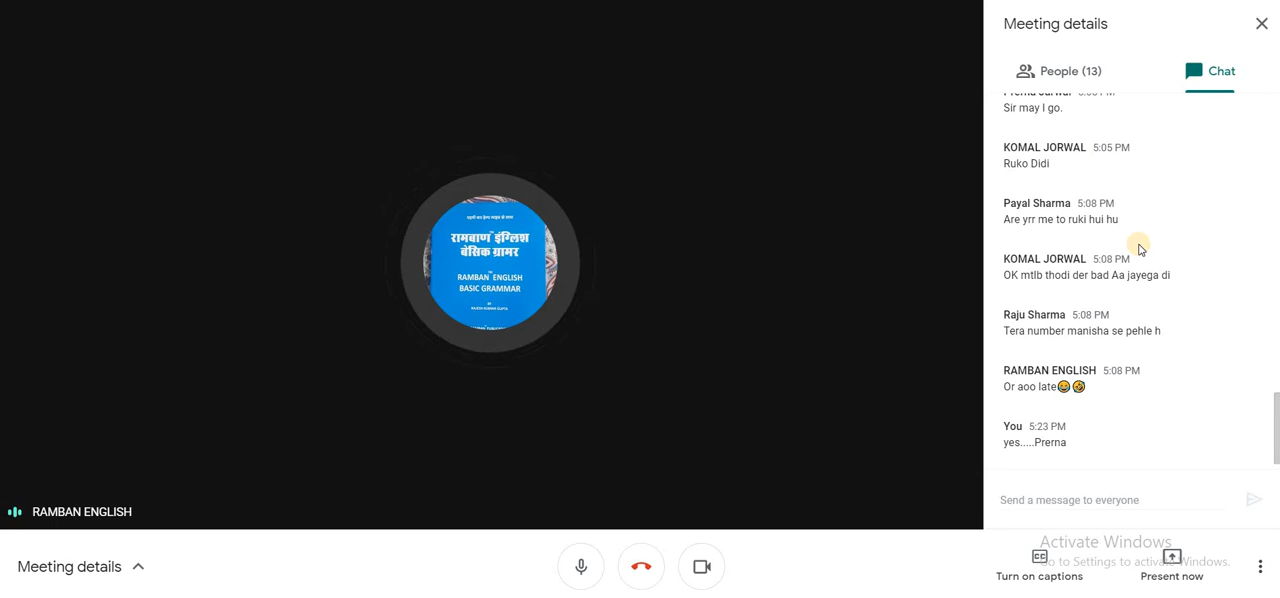 Meeting details
People (13)
Chat
Sir may I go.
KOMAL JORWAL 5:05 PM
Ruko Didi
Payal Sharma 5:08 PM
Are yrr me to ruki hui hu
KOMAL JORWAL 5:08 PM
OK mtlb thodi der bad Aa jayega di
Raju Sharma 5:08 PM
Tera number manisha se pehle h
RAMBAN ENGLISH 5:08 PM
Or aoo late😂🤣
You 5:23 PM
yes.....Prerna
Send a message to everyone
रामबाण इंग्लिश
बेसिक ग्रामर
RAMBAN ENGLISH
BASIC GRAMMAR
BY
RAMBAN ENGLISH
Meeting details
Activate Windows
Go to Settings to activate Windows.
Turn on captions
Present now